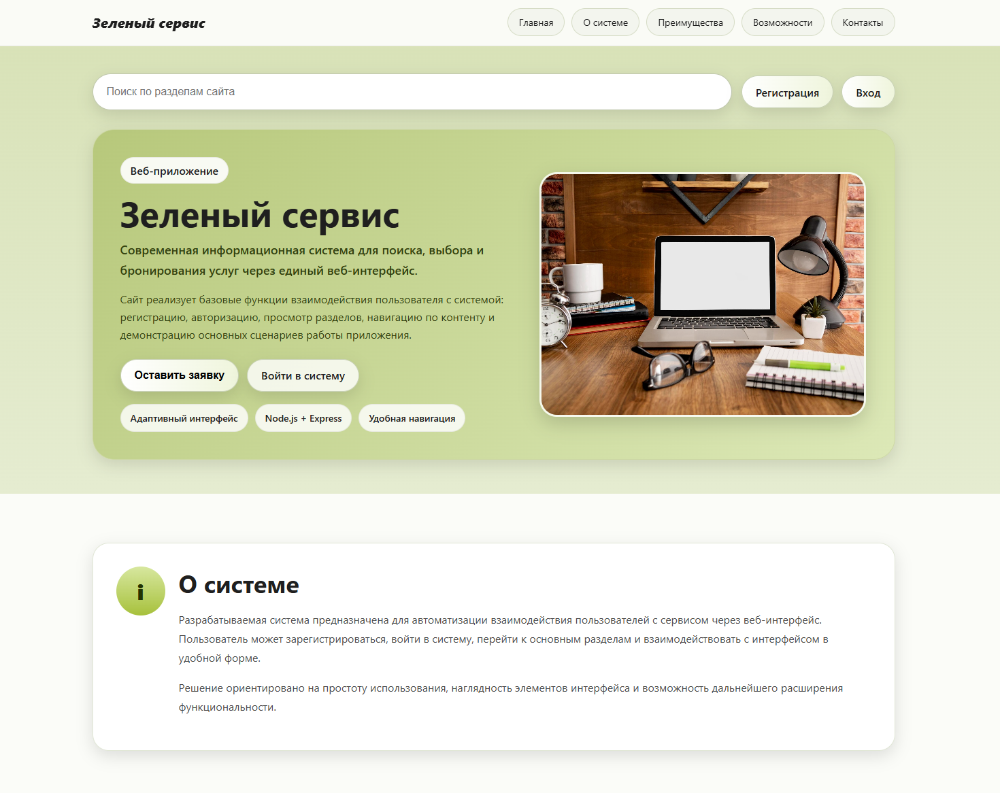 Зеленый сервис
Главная
О системе
Преимущества
Возможности
Контакты
Поиск по разделам сайта
Регистрация
Вход
Веб-приложение
Зеленый сервис
Современная информационная система для поиска, выбора и
бронирования услуг через единый веб-интерфейс.
Сайт реализует базовые функции взаимодействия пользователя с системой:
регистрацию, авторизацию, просмотр разделов, навигацию по контенту и
демонстрацию основных сценариев работы приложения.
Оставить заявку
Войти в систему
Адаптивный интерфейс
Node.js + Express
Удобная навигация
i
О системе
Разрабатываемая система предназначена для автоматизации взаимодействия пользователей с сервисом через веб-интерфейс.
Пользователь может зарегистрироваться, войти в систему, перейти к основным разделам и взаимодействовать с интерфейсом в
удобной форме.
Решение ориентировано на простоту использования, наглядность элементов интерфейса и возможность дальнейшего расширения
функциональности.